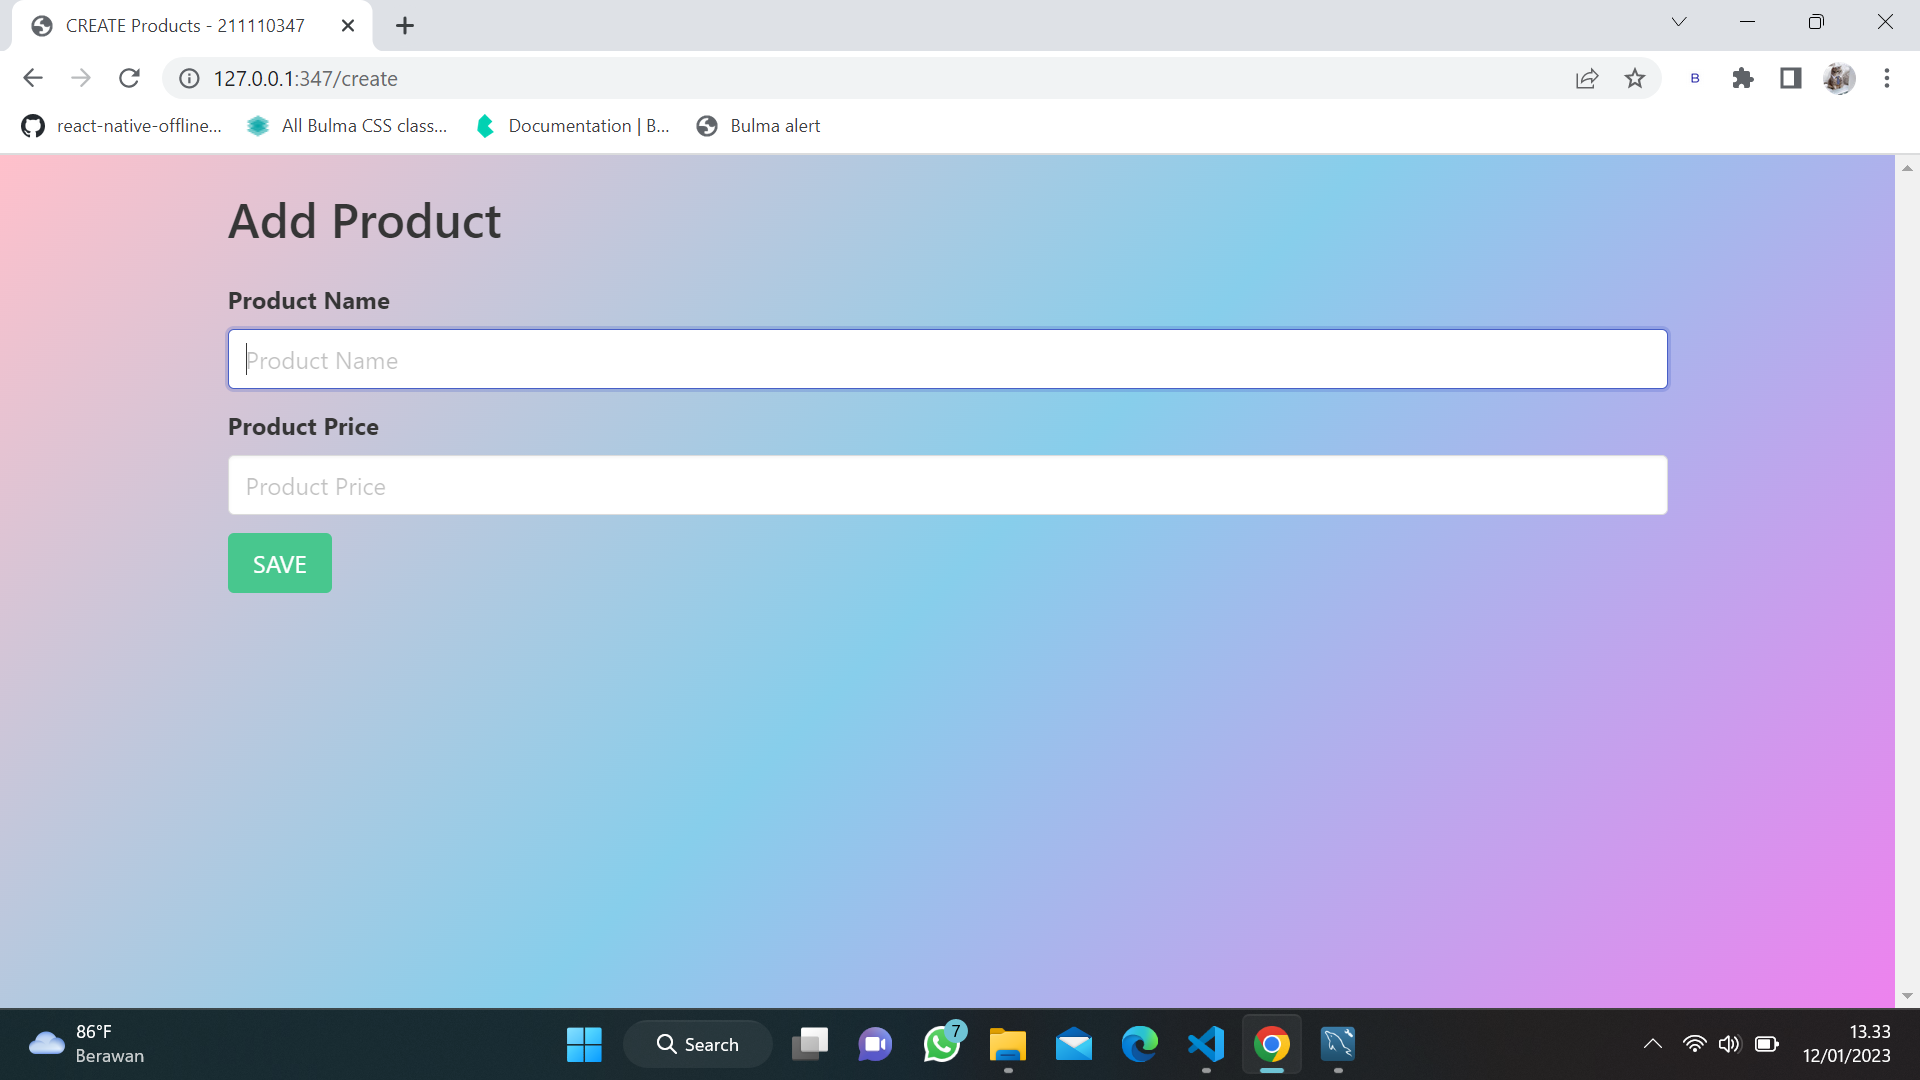 CREATE Products - 211110347
127.0.0.1:347/create
B
react-native-offline...
All Bulma CSS class...
Documentation | B...
Bulma alert
Add Product
Product Name
Product Name
Product Price
Product Price
SAVE
86°F
Berawan
Search
7
13.33
12/01/2023